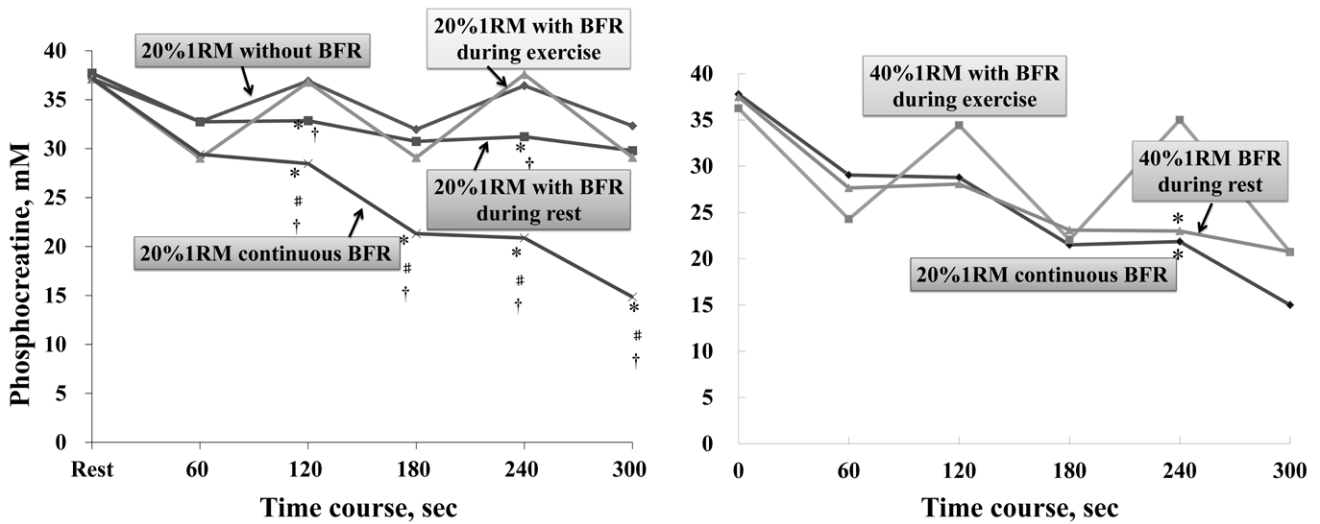 20%1RM without BFR
20%1RM with BFR
during exercise
Phosphocreatine, mM
40
35
30
25
20
15
10
5
0
* †
* †
*
#
†
*
#
†
*
#
†
*
#
†
20%1RM with BFR
during rest
20%1RM continuous BFR
Rest 60 120 180 240 300
Time course, sec
40%1RM with BFR
during exercise
40
35
30
25
20
15
10
5
0
40%1RM BFR
during rest
*
*
20%1RM continuous BFR
0 60 120 180 240 300
Time course, sec